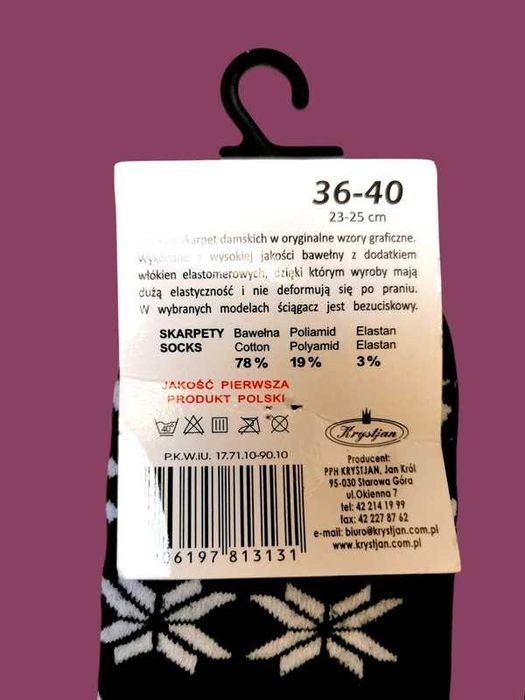 36-40
23-25 cm
skarpet damskich w oryginalne wzory graficzne.
z wysokiej jakości bawełny z dodatkiem
włókien elastomerowych, dzięki którym wyroby mają
dużą elastyczność i nie deformują się po praniu.
W wybranych modelach ściągacz jest bezuciskowy.
SKARPETY Bawełna Poliamid Elastan
SOCKS Cotton Polyamid Elastan
78 % 19 % 3 %
JAKOŚĆ PIERWSZA
PRODUKT POLSKI
40
Krystjan
P.K.W.iU. 17.71.10-90.10
Producent:
PPH KRYSTJAN, Jan Król
95-030 Starowa Góra
ul.Okienna 7
tel: 42 214 19 99
fax: 42 227 87 62
e-mail: biuro@krystjan.com.pl
www.krystjan.com.pl
06197 813131